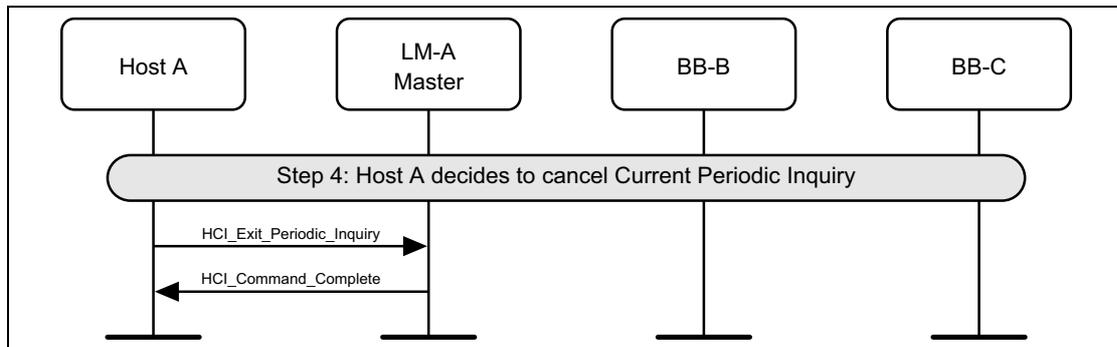 Host A
LM-A
Master
BB-B
BB-C
Step 4: Host A decides to cancel Current Periodic Inquiry
HCI_Exit_Periodic_Inquiry
HCI_Command_Complete